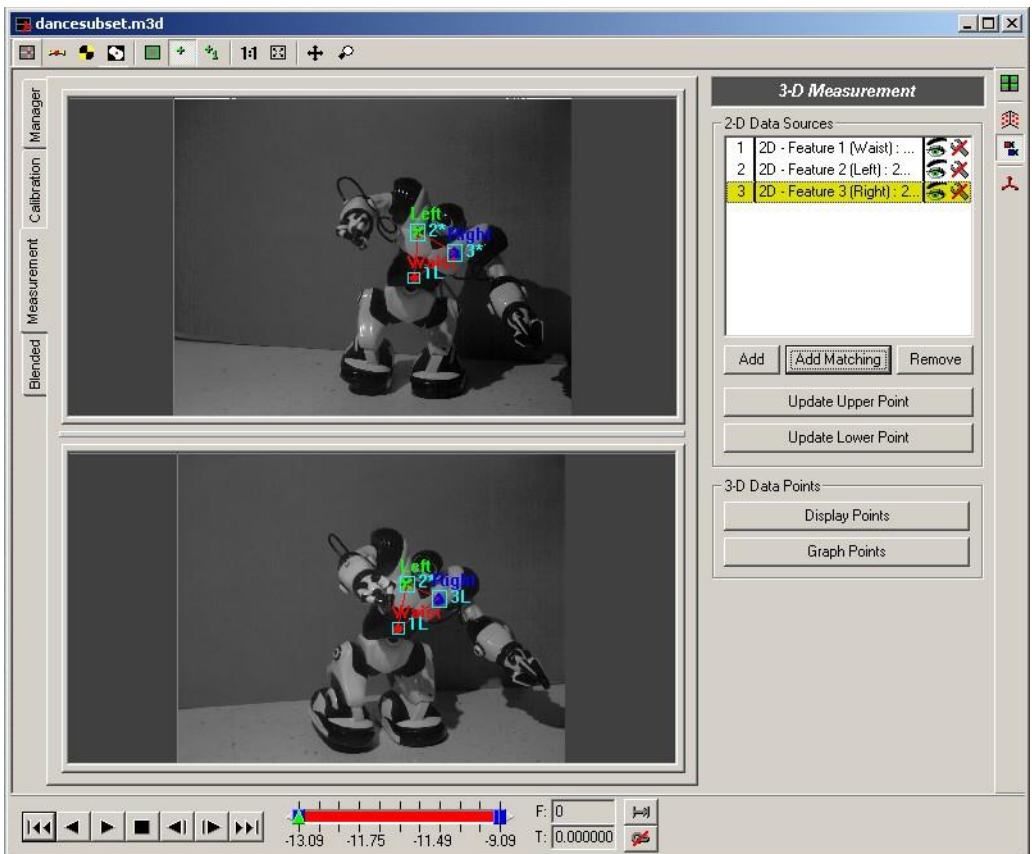 dancesubset.m3d
1:1
Manager
Calibration
Measurement
Blended
Left
2*
Right
3*
Waist
1L
Left
2*
Right
3L
Waist
1L
3-D Measurement
2-D Data Sources
1 2D - Feature 1 (Waist) : ...
2 2D - Feature 2 (Left) : 2...
3 2D - Feature 3 (Right) : 2...
Add Add Matching Remove
Update Upper Point
Update Lower Point
3-D Data Points
Display Points
Graph Points
-13.09 -11.75 -11.49 -9.09
F: 0
T: 0.000000